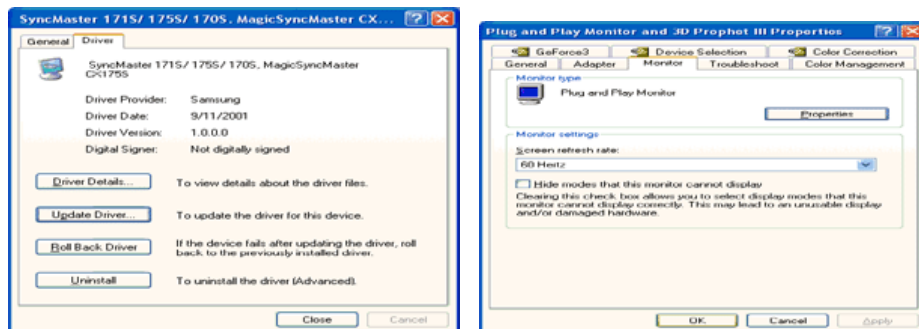 SyncMaster 171S/ 175S/ 170S, MagicSyncMaster CX...
General Driver
SyncMaster 171S/ 175S/ 170S, MagicSyncMaster
CX175S
Driver Provider: Samsung
Driver Date: 9/11/2001
Driver Version: 1.0.0.0
Digital Signer: Not digitally signed
Driver Details... To view details about the driver files.
Update Driver... To update the driver for this device.
Roll Back Driver If the device fails after updating the driver, roll
back to the previously installed driver.
Uninstall To uninstall the driver (Advanced).
Close Cancel
Plug and Play Monitor and 3D Prophet III Properties
GeForce3 Device Selection Color Correction
General Adapter Monitor Troubleshoot Color Management
Monitor type
Plug and Play Monitor
Properties
Monitor settings
Screen refresh rate:
60 Hertz
Hide modes that this monitor cannot display
Clearing this check box allows you to select display modes that this
monitor cannot display correctly. This may lead to an unusable display
and/or damaged hardware.
OK Cancel Apply